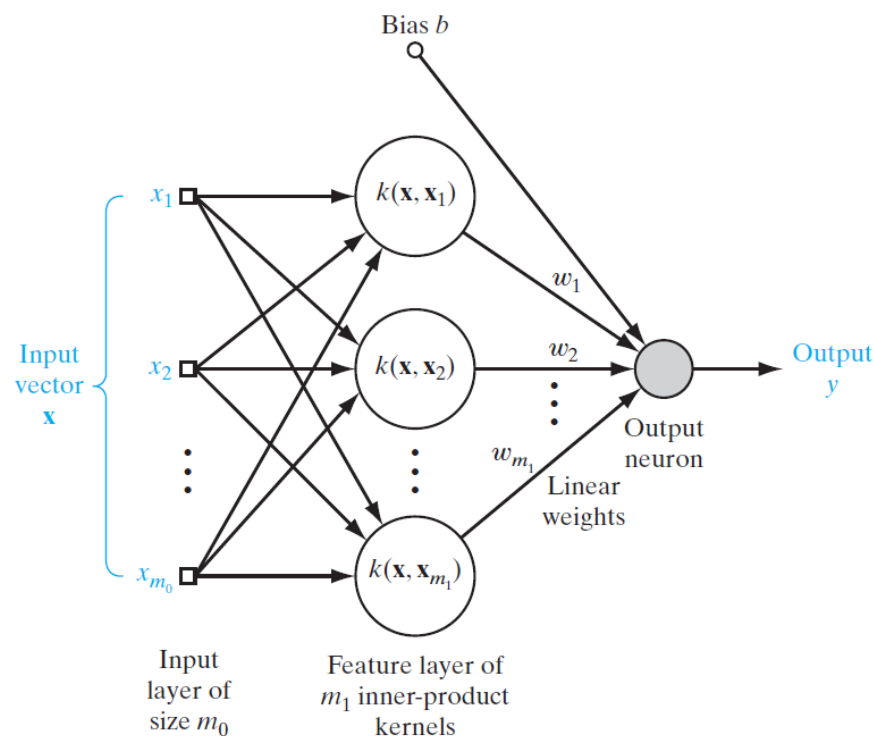 Bias b
x₁
k(x, x₁)
w₁
Input
vector
x
x₂
k(x, x₂)
w₂
Output
y
Output
neuron
wₘ₁
Linear
weights
xₘ₀
k(x, xₘ₁)
Input
layer of
size m₀
Feature layer of
m₁ inner-product
kernels